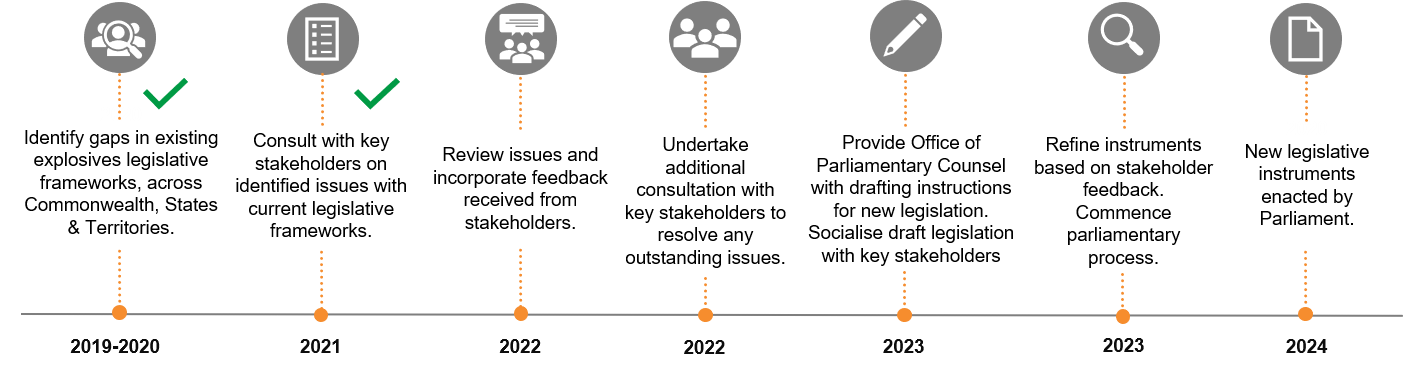 Identify gaps in existing
explosives legislative
frameworks, across
Commonwealth, States
& Territories.
2019-2020
Consult with key
stakeholders on
identified issues with
current legislative
frameworks.
2021
Review issues and
incorporate feedback
received from
stakeholders.
2022
Undertake
additional
consultation with
key stakeholders to
resolve any
outstanding issues.
2022
Provide Office of
Parliamentary Counsel
with drafting instructions
for new legislation.
Socialise draft legislation
with key stakeholders
2023
Refine instruments
based on stakeholder
feedback.
Commence
parliamentary
process.
2023
New legislative
instruments
enacted by
Parliament.
2024